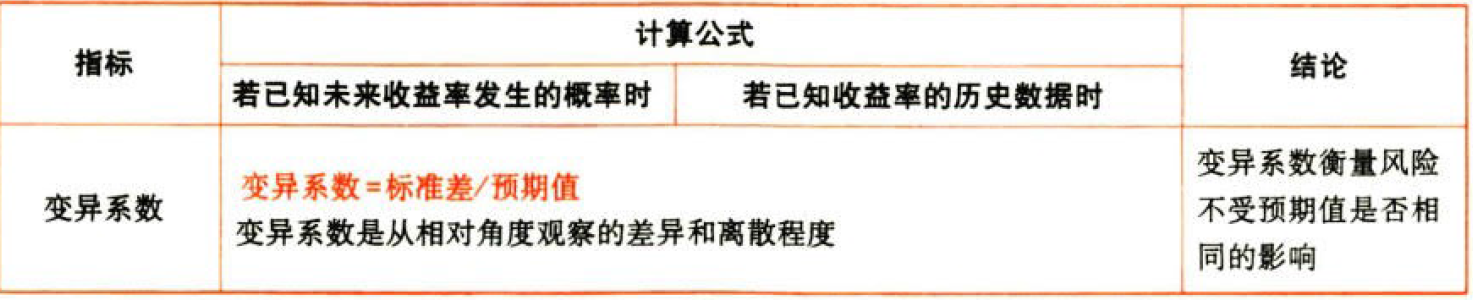 指标
计算公式
结论
若已知未来收益率发生的概率时
若已知收益率的历史数据时
变异系数
变异系数=标准差/预期值
变异系数是从相对角度观察的差异和离散程度
变异系数衡量风险
不受预期值是否相
同的影响